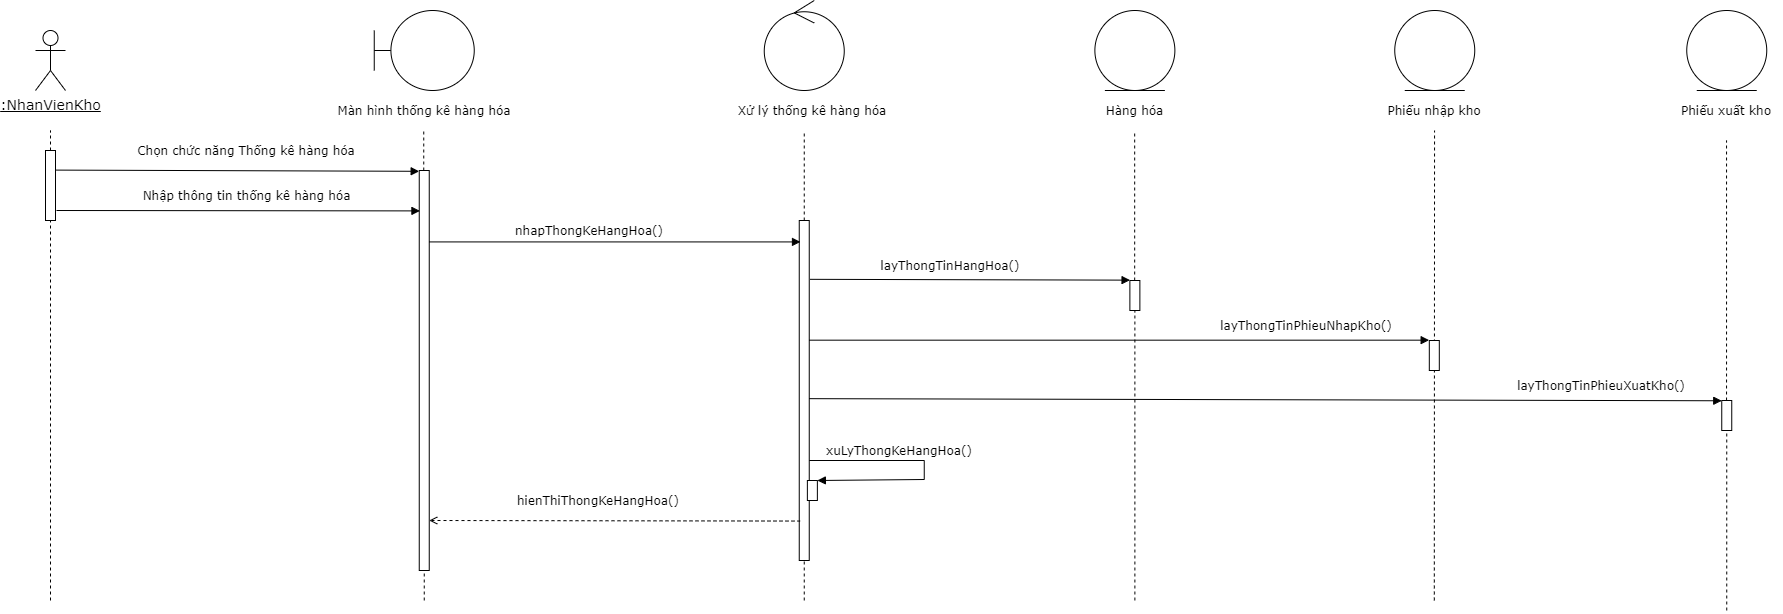 :NhanVienKho
Màn hình thống kê hàng hóa
Xử lý thống kê hàng hóa
Hàng hóa
Phiếu nhập kho
Phiếu xuất kho
Chọn chức năng Thống kê hàng hóa
Nhập thông tin thống kê hàng hóa
nhapThongKeHangHoa()
layThongTinHangHoa()
layThongTinPhieuNhapKho()
layThongTinPhieuXuatKho()
xuLyThongKeHangHoa()
hienThiThongKeHangHoa()